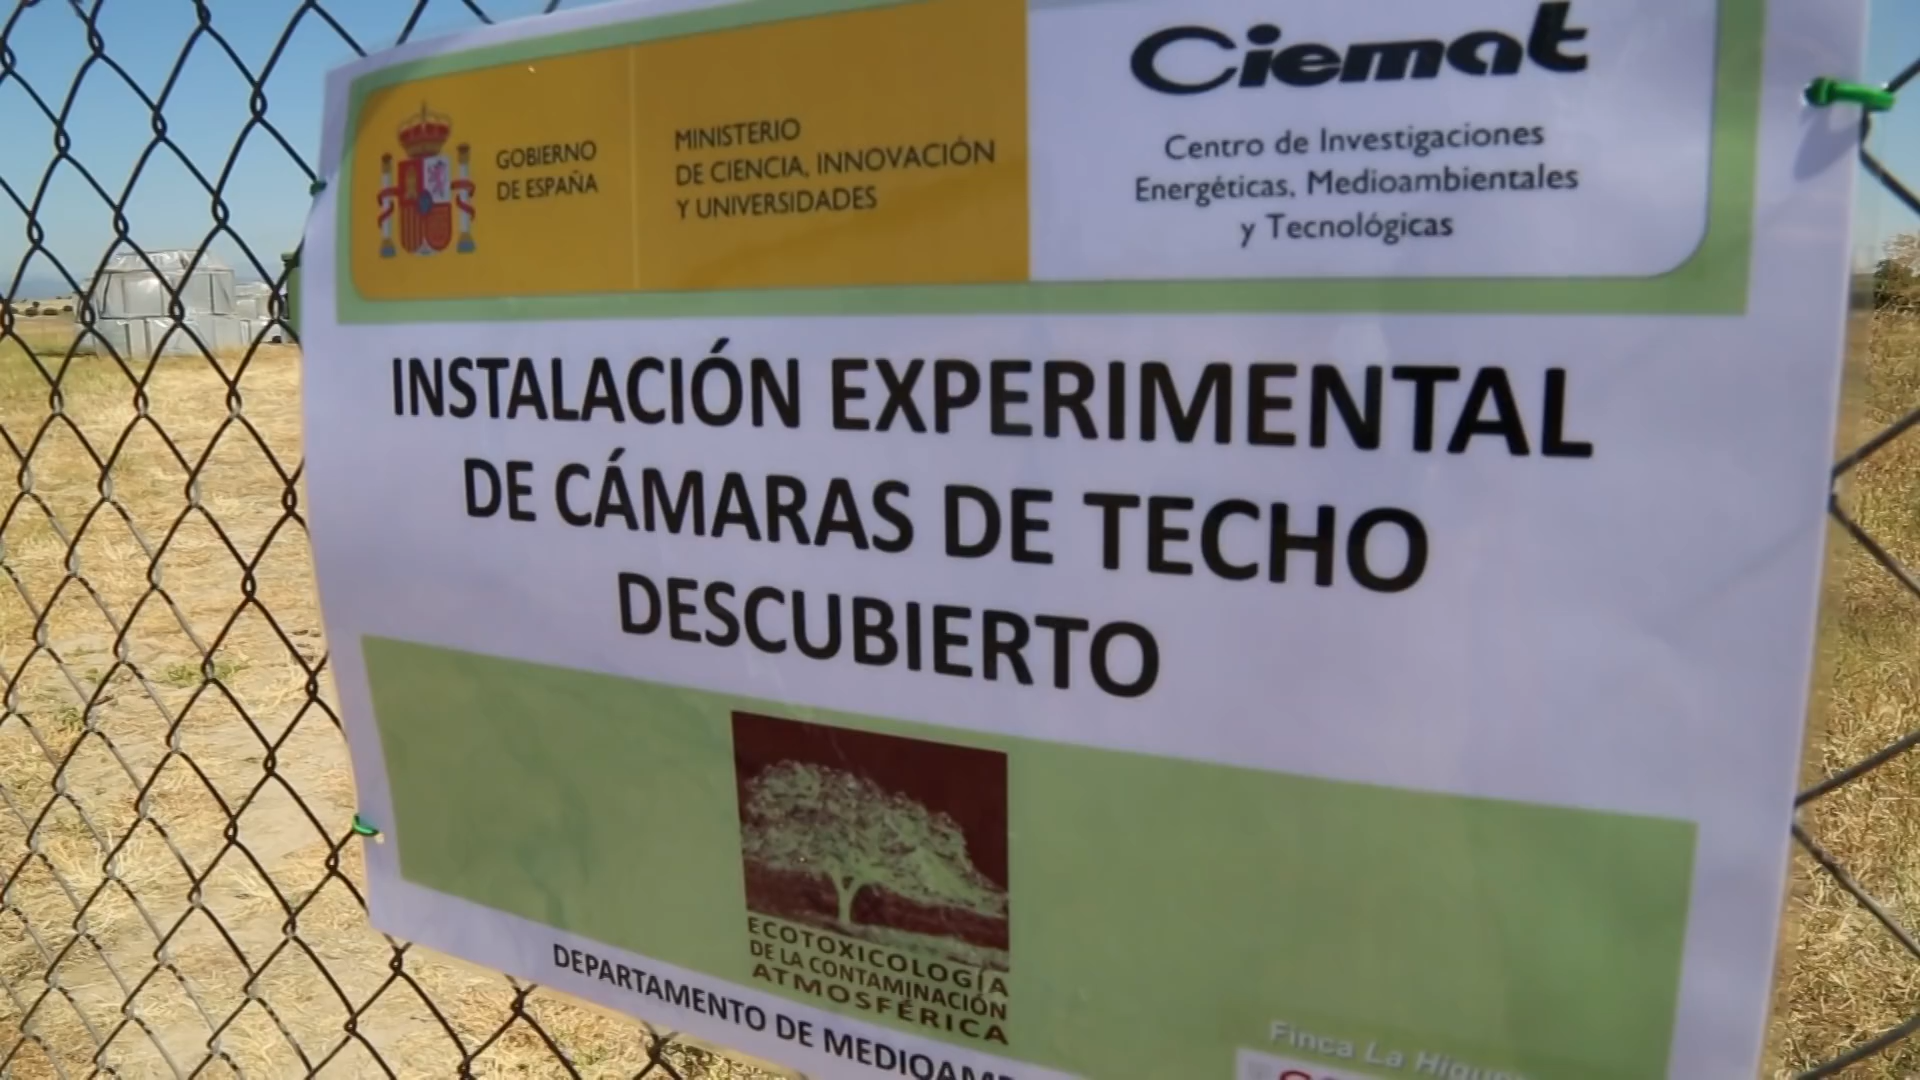 GOBIERNO
DE ESPAÑA
MINISTERIO
DE CIENCIA, INNOVACIÓN
Y UNIVERSIDADES
Ciemat
Centro de Investigaciones
Energéticas, Medioambientales
y Tecnológicas
INSTALACIÓN EXPERIMENTAL
DE CÁMARAS DE TECHO
DESCUBIERTO
ECOTOXICOLOGÍA
DE LA CONTAMINACIÓN
ATMOSFÉRICA
DEPARTAMENTO DE
Finca La